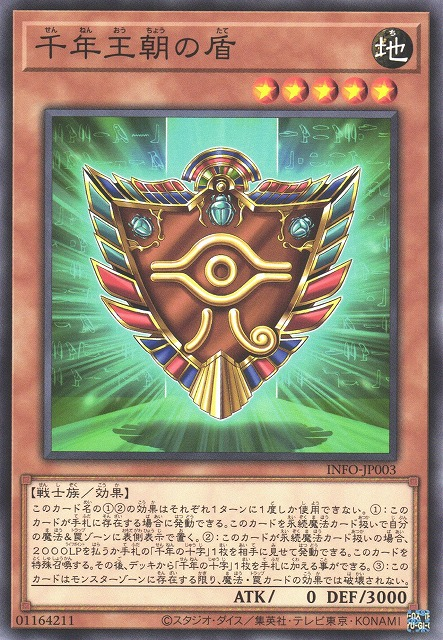 千年王朝の盾
地
INFO-JP003
【戦士族／効果】
このカード名の①②の効果はそれぞれ1ターンに1度しか使用できない。①：こ
のカードが手札に存在する場合に発動できる。このカードを永続魔法カード扱いで自分
の魔法＆罠ゾーンに表側表示で置く。②：このカードが永続魔法カード扱いの場合、
2000LPを払うか手札の「千年の十字」1枚を相手に見せて発動できる。このカードを
特殊召喚する。その後、デッキから「千年の十字」1枚を手札に加える事ができる。③：こ
のカードはモンスターゾーンに存在する限り、魔法・罠カードの効果では破壊されない。
ATK/ 0 DEF/3000
01164211
©スタジオ・ダイス／集英社・テレビ東京・KONAMI